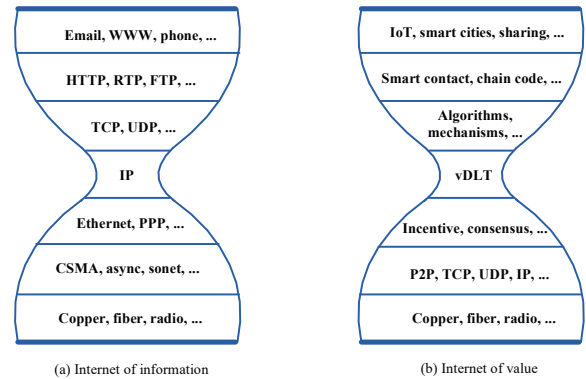 Email, WWW, phone, ...
HTTP, RTP, FTP, ...
TCP, UDP, ...
IP
Ethernet, PPP, ...
CSMA, async, sonet, ...
Copper, fiber, radio, ...
(a) Internet of information
IoT, smart cities, sharing, ...
Smart contact, chain code, ...
Algorithms,
mechanisms, ...
vDLT
Incentive, consensus, ...
P2P, TCP, UDP, IP, ...
Copper, fiber, radio, ...
(b) Internet of value